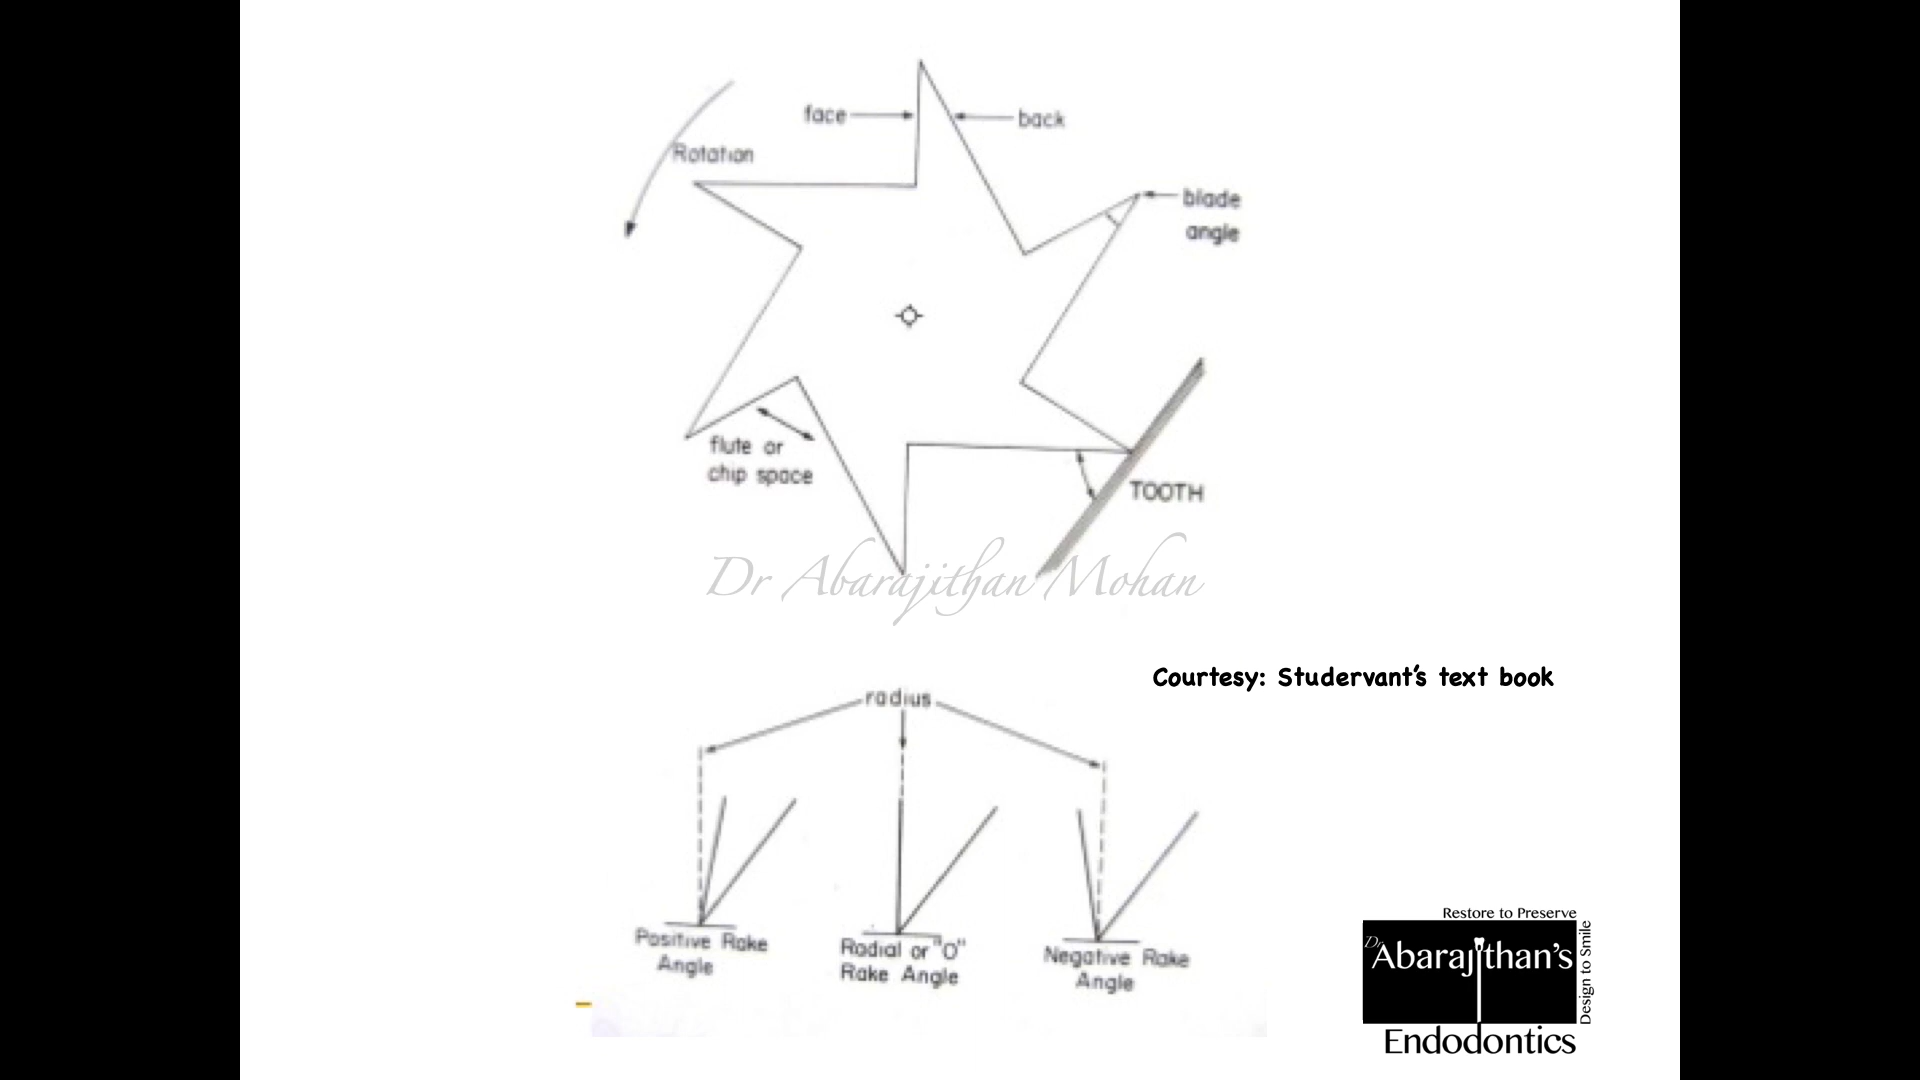 face
back
Rotation
blade
angle
flute or
chip space
TOOTH
Dr Abarajithan Mohan
Courtesy: Studervant's text book
radius
Positive Rake
Angle
Radial or "O"
Rake Angle
Negative Rake
Angle
Restore to Preserve
Dr
Abarajithan's
Design to Smile
Endodontics